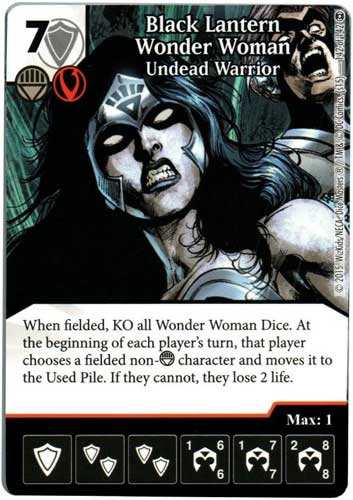 7
Black Lantern
Wonder Woman
Undead Warrior
When fielded, KO all Wonder Woman Dice. At
the beginning of each player's turn, that player
chooses a fielded non- character and moves it to
the Used Pile. If they cannot, they lose 2 life.
Max: 1
1 6 6
1 7 7
2 8 8